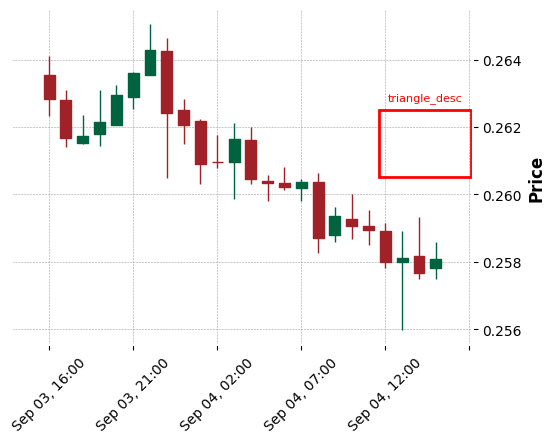 0.264
triangle_desc
0.262
0.260
0.258
0.256
Price
Sep 03, 16:00
Sep 03, 21:00
Sep 04, 02:00
Sep 04, 07:00
Sep 04, 12:00